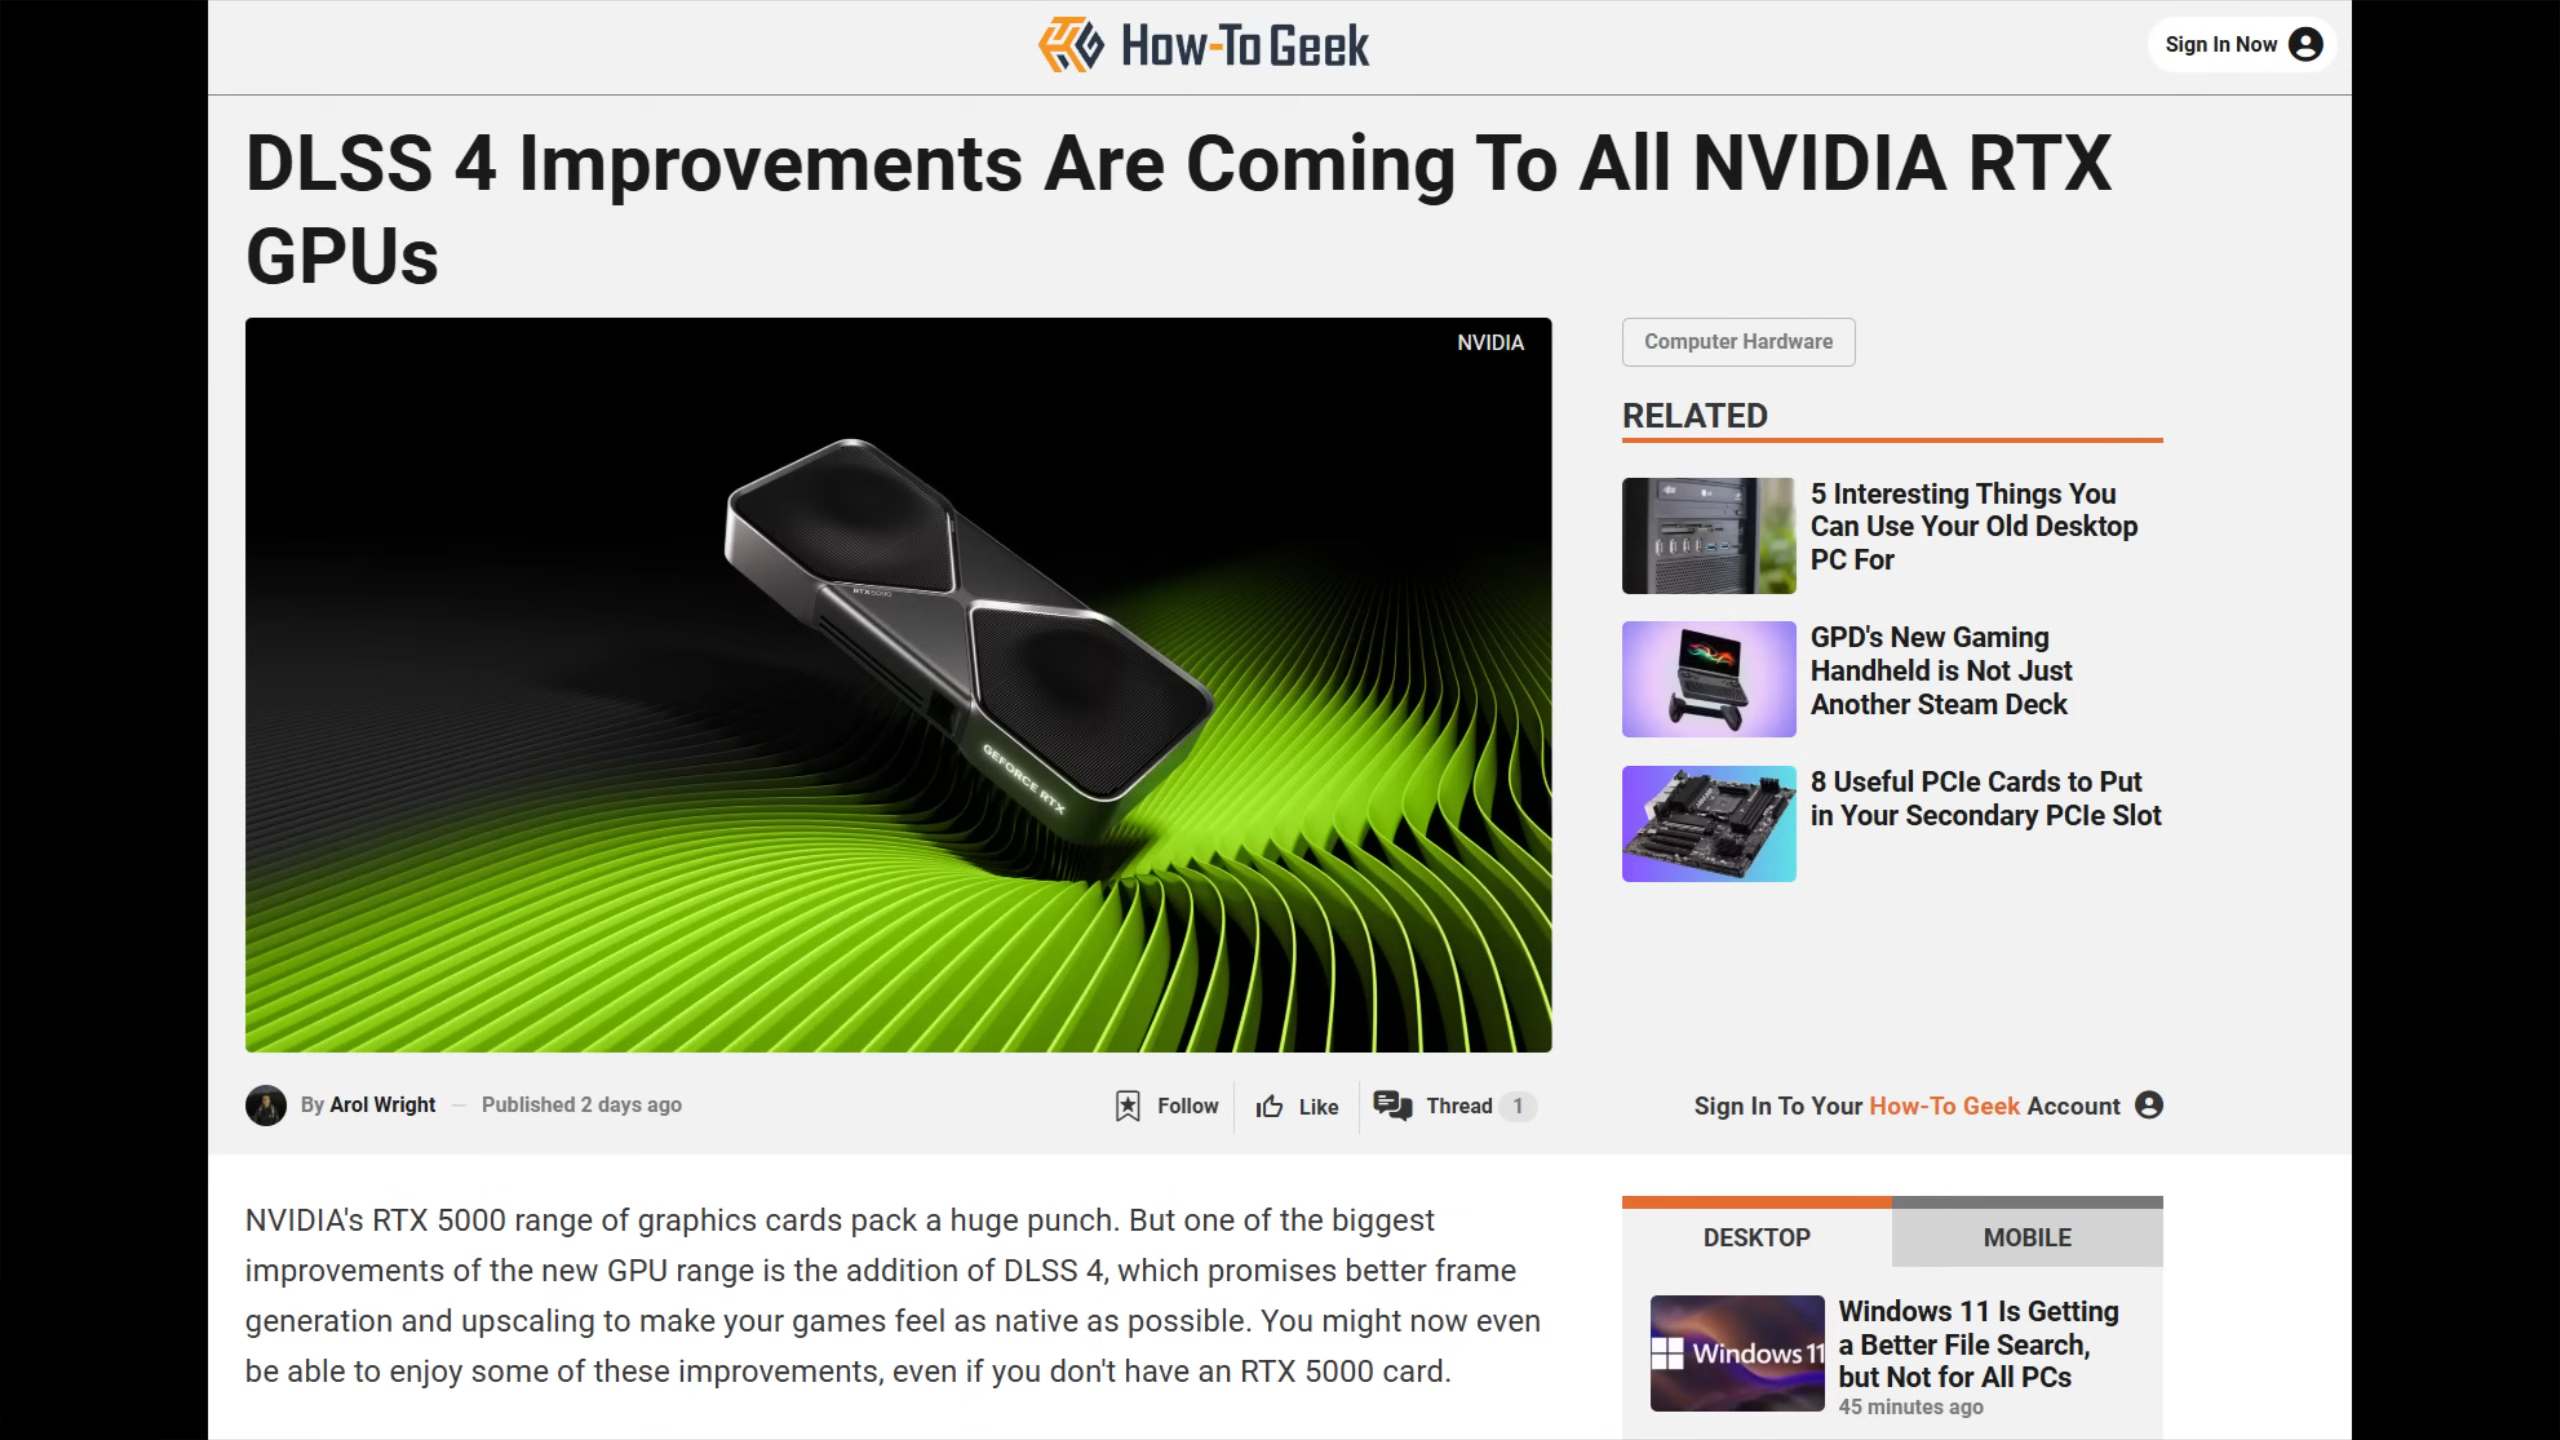 How-To Geek
Sign In Now
DLSS 4 Improvements Are Coming To All NVIDIA RTX
GPUs
NVIDIA
RTX 5090
GEFORCE RTX
Computer Hardware
RELATED
5 Interesting Things You
Can Use Your Old Desktop
PC For
GPD's New Gaming
Handheld is Not Just
Another Steam Deck
8 Useful PCIe Cards to Put
in Your Secondary PCIe Slot
By Arol Wright — Published 2 days ago
Follow
Like
Thread 1
Sign In To Your How-To Geek Account
NVIDIA's RTX 5000 range of graphics cards pack a huge punch. But one of the biggest
improvements of the new GPU range is the addition of DLSS 4, which promises better frame
generation and upscaling to make your games feel as native as possible. You might now even
be able to enjoy some of these improvements, even if you don't have an RTX 5000 card.
DESKTOP
MOBILE
Windows 11
Windows 11 Is Getting
a Better File Search,
but Not for All PCs
45 minutes ago